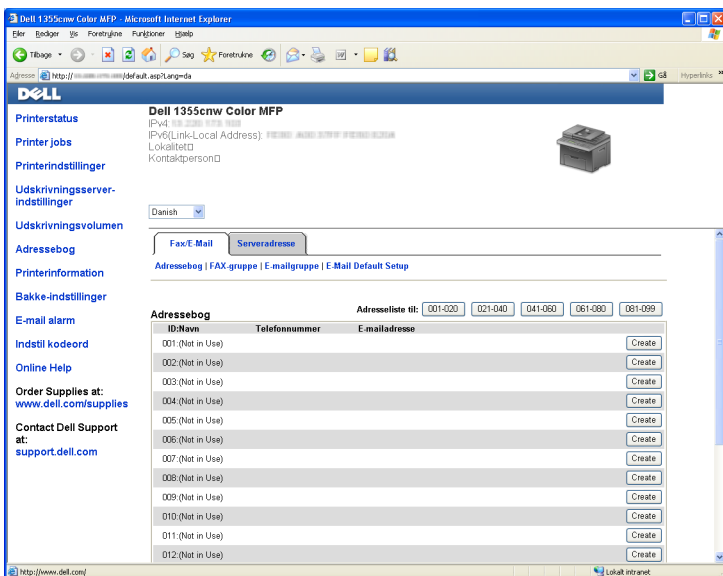 Dell 1355cnw Color MFP - Microsoft Internet Explorer
Filer Rediger Vis Foretrukne Funktioner Hjælp
Tilbage Søg Foretrukne
Adresse http:// /default.asp?Lang=da Gå Hyperlinks »
DELL
Printerstatus
Printer jobs
Printerindstillinger
Udskrivningsserver-
indstillinger
Udskrivningsvolumen
Adressebog
Printerinformation
Bakke-indstillinger
E-mail alarm
Indstil kodeord
Online Help
Order Supplies at:
www.dell.com/supplies
Contact Dell Support
at:
support.dell.com
Dell 1355cnw Color MFP
IPv4:
IPv6(Link-Local Address):
Lokalitet□
Kontaktperson□
Danish
Fax/E-Mail Serveradresse
Adressebog | FAX-gruppe | E-mailgruppe | E-Mail Default Setup
Adressebog Adresseliste til: 001-020 021-040 041-060 061-080 081-099
ID:Navn Telefonnummer E-mailadresse
001:(Not in Use) Create
002:(Not in Use) Create
003:(Not in Use) Create
004:(Not in Use) Create
005:(Not in Use) Create
006:(Not in Use) Create
007:(Not in Use) Create
008:(Not in Use) Create
009:(Not in Use) Create
010:(Not in Use) Create
011:(Not in Use) Create
012:(Not in Use) Create
http://www.dell.com/ Lokalt intranet